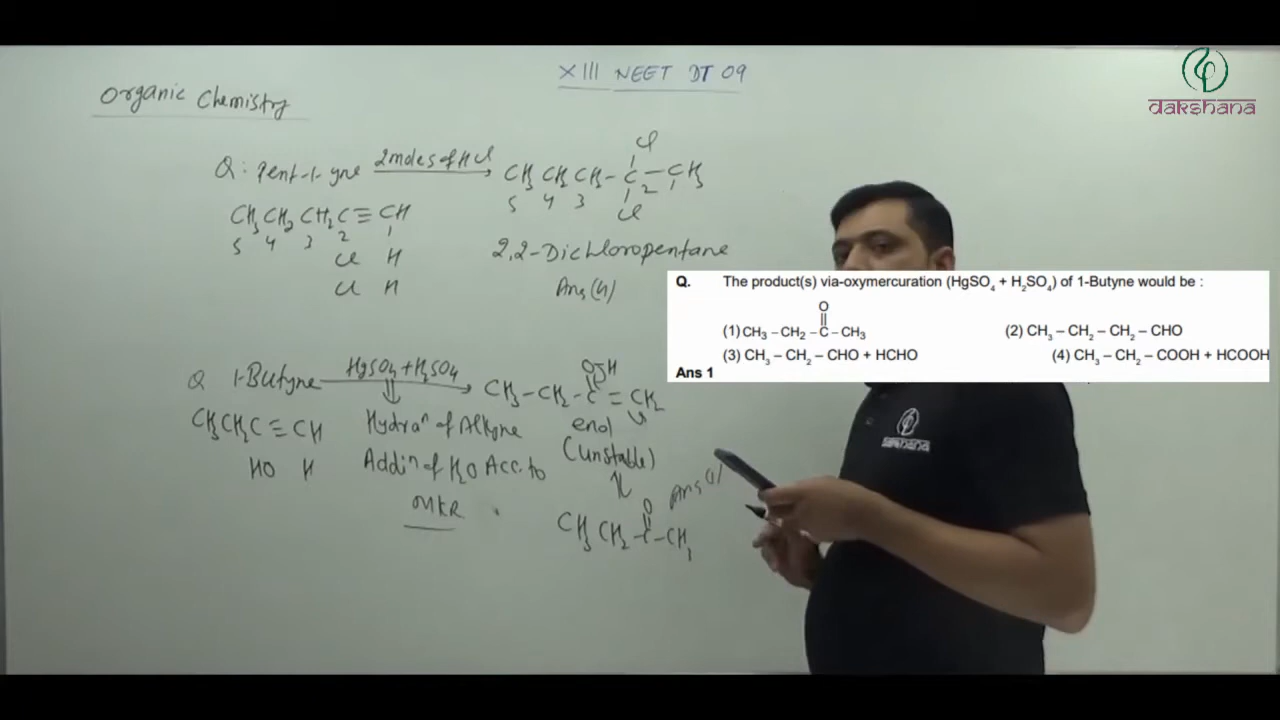 XIII NEET DT 09
dakshana
Organic Chemistry
Q: Pent-1-yne 2moles of HCl
CH3 CH2 CH2 C ≡ CH
5 4 3 2 1
Cl H
Cl H
Cl
CH3 CH2 CH2 - C - CH3
5 4 3 2 1
Cl
2,2-Dichloropentane
Ans (4)
Q. The product(s) via-oxymercuration (HgSO4 + H2SO4) of 1-Butyne would be :
O
(1) CH3 – CH2 – C – CH3 (2) CH3 – CH2 – CH2 – CHO
(3) CH3 – CH2 – CHO + HCHO (4) CH3 – CH2 – COOH + HCOOH
Ans 1
Q 1-Butyne HgSO4 + H2SO4
CH3CH2C ≡ CH
HO H
Hydran of Alkyne
Addin of H2O Acc. to
MKR
OH
CH3 - CH2 - C = CH2
enol
(unstable)
O
CH3 CH2 - C - CH3
Ans (1)
dakshana